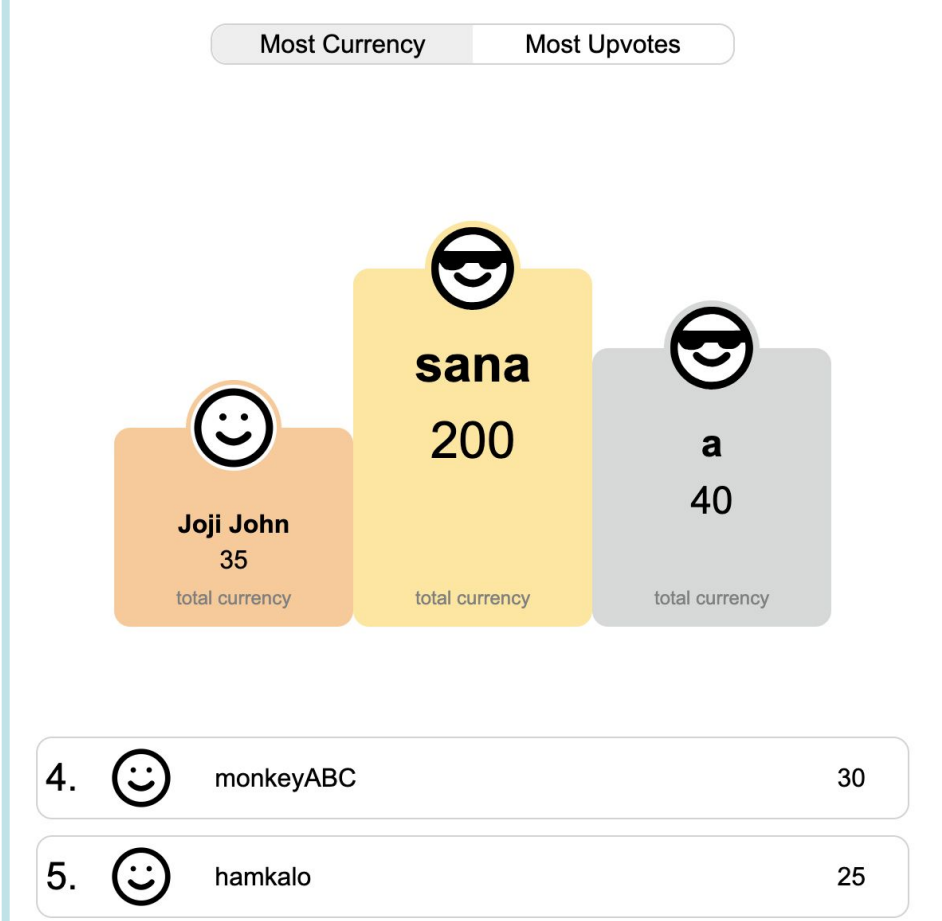 Most Currency
Most Upvotes
sana
200
total currency
a
40
total currency
Joji John
35
total currency
4. monkeyABC 30
5. hamkalo 25